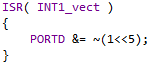 ISR( INT1_vect )
{
    PORTD &= ~(1<<5);
}